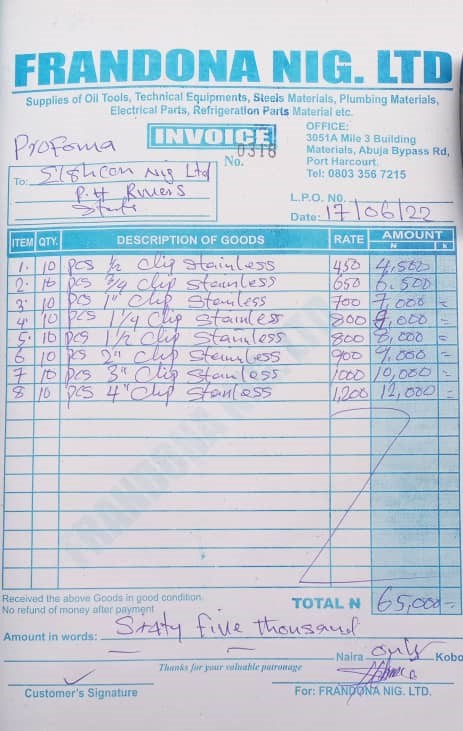 FRANDONA NIG. LTD
Supplies of Oil Tools, Technical Equipments, Steels Materials, Plumbing Materials,
Electrical Parts, Refrigeration Parts Material etc.
Profoma
INVOICE
No. 0318
OFFICE:
3051A Mile 3 Building
Materials, Abuja Bypass Rd,
Port Harcourt.
Tel: 0803 356 7215
To: Nig Ltd
P.H Rivers
State
L.P.O. NO.
Date: 17/06/22
ITEM QTY. DESCRIPTION OF GOODS RATE AMOUNT
N K
1. 10 pcs 1/2 clip stainless 450 4,500
2. 10 pcs 3/4 clip stainless 650 6.500
3. 10 pcs 1" clip stainless 700 7,000 =
4. 10 pcs 1 1/4 clip stainless 800 8,000 =
5. 10 pcs 1 1/2 clip stainless 800 8,000 =
6 10 pcs 2" clip stainless 900 9,000 =
7 10 pcs 3" clip stainless 1000 10,000 =
8 10 pcs 4" clip stainless 1,200 12,000 =
FRANDONA NIG. LTD
Received the above Goods in good condition.
No refund of money after payment
TOTAL N 65,000=
Amount in words: Sixty five thousand
Naira only Kobo
Thanks for your valuable patronage
Customer's Signature
For: FRANDONA NIG. LTD.